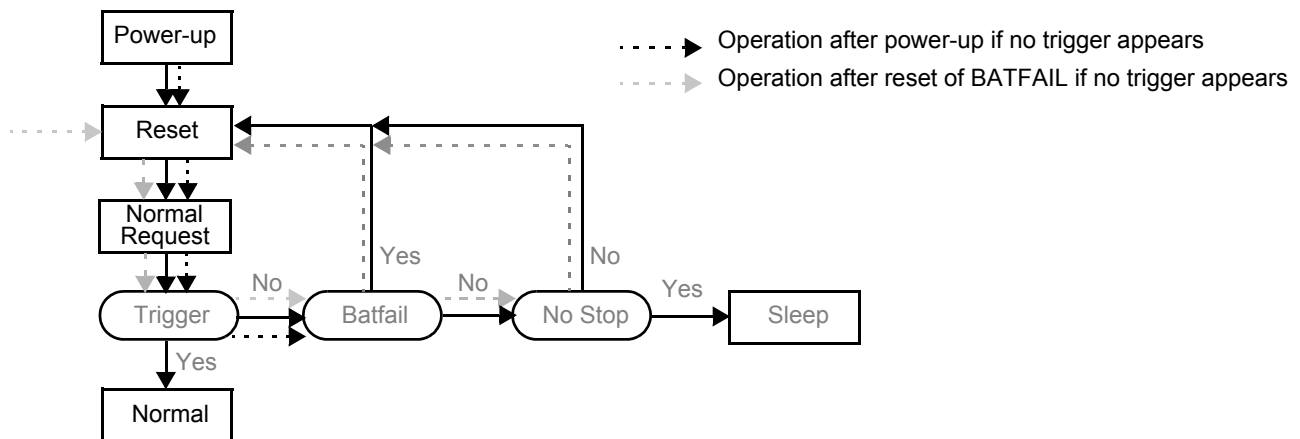 Power-up
Operation after power-up if no trigger appears
Operation after reset of BATFAIL if no trigger appears
Reset
Normal
Request
Yes
No
No
No
Yes
Trigger
Batfail
No Stop
Sleep
Yes
Normal